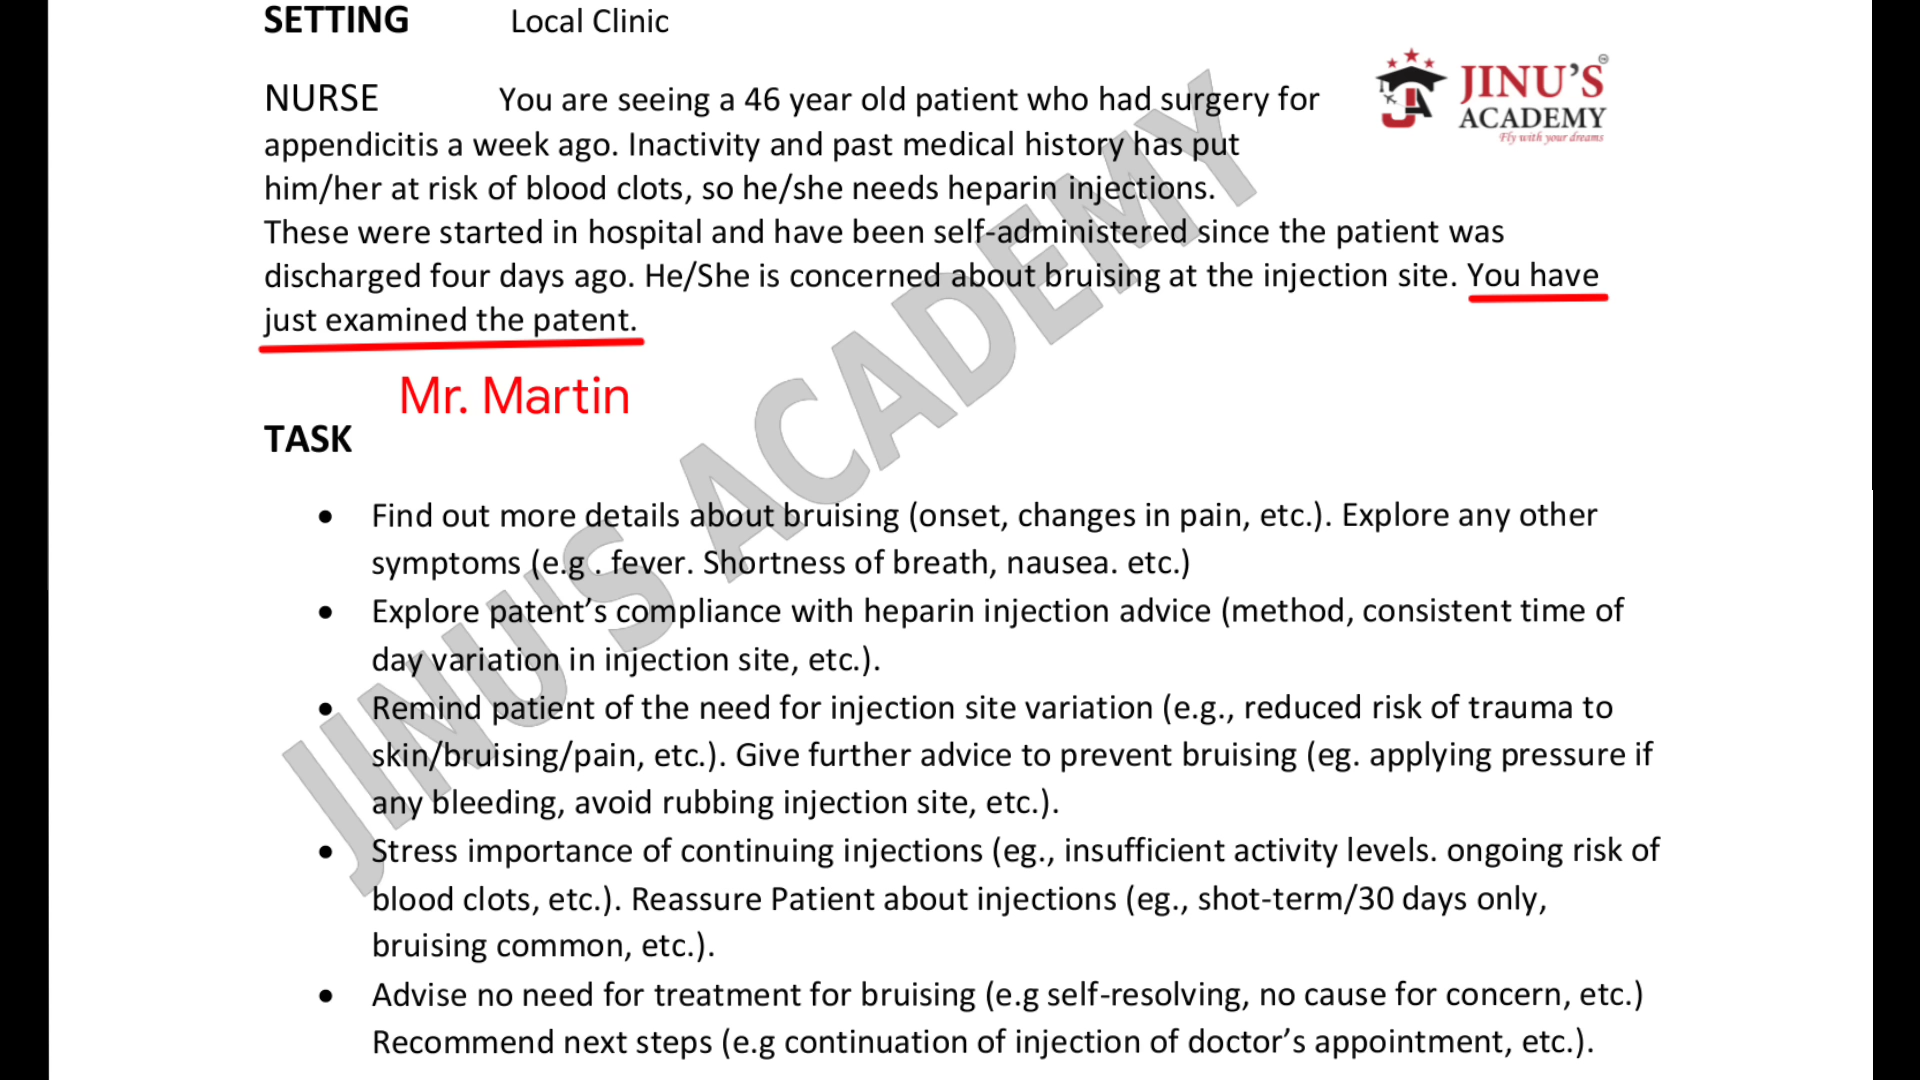 SETTING Local Clinic
JINU'S
ACADEMY
Fly with your dreams
NURSE You are seeing a 46 year old patient who had surgery for
appendicitis a week ago. Inactivity and past medical history has put
him/her at risk of blood clots, so he/she needs heparin injections.
These were started in hospital and have been self-administered since the patient was
discharged four days ago. He/She is concerned about bruising at the injection site. You have
just examined the patent.
Mr. Martin
TASK
• Find out more details about bruising (onset, changes in pain, etc.). Explore any other
symptoms (e.g . fever. Shortness of breath, nausea. etc.)
• Explore patent's compliance with heparin injection advice (method, consistent time of
day variation in injection site, etc.).
• Remind patient of the need for injection site variation (e.g., reduced risk of trauma to
skin/bruising/pain, etc.). Give further advice to prevent bruising (eg. applying pressure if
any bleeding, avoid rubbing injection site, etc.).
• Stress importance of continuing injections (eg., insufficient activity levels. ongoing risk of
blood clots, etc.). Reassure Patient about injections (eg., shot-term/30 days only,
bruising common, etc.).
• Advise no need for treatment for bruising (e.g self-resolving, no cause for concern, etc.)
Recommend next steps (e.g continuation of injection of doctor's appointment, etc.).
JINU'S ACADEMY